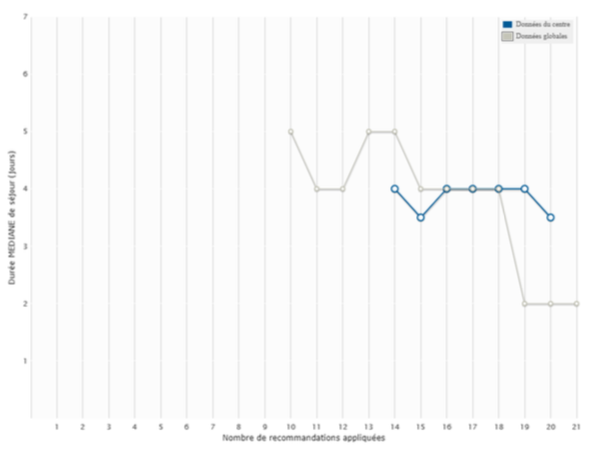 Données du centre
Données globales
7
6
5
4
3
2
1
Durée MEDIANE de séjour (Jours)
1 2 3 4 5 6 7 8 9 10 11 12 13 14 15 16 17 18 19 20 21
Nombre de recommandations appliquées